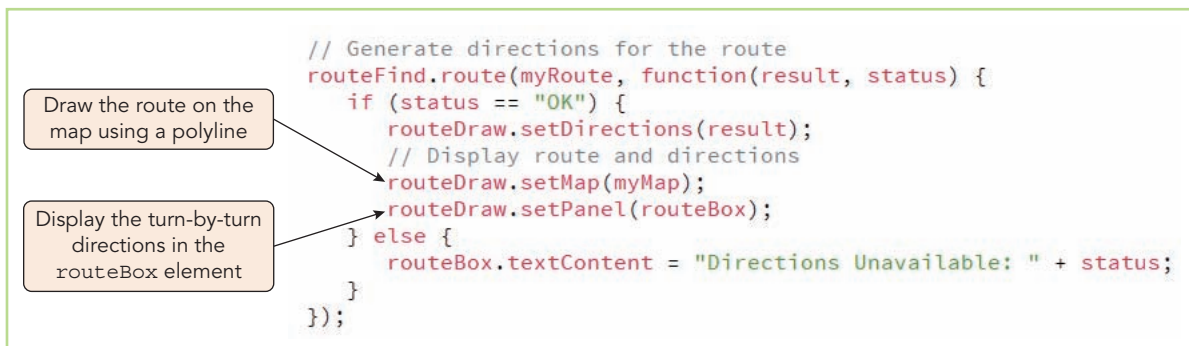 // Generate directions for the route
routeFind.route(myRoute, function(result, status) {
if (status == "OK") {
routeDraw.setDirections(result);
// Display route and directions
routeDraw.setMap(myMap);
routeDraw.setPanel(routeBox);
} else {
routeBox.textContent = "Directions Unavailable: " + status;
}
});
Draw the route on the
map using a polyline
Display the turn-by-turn
directions in the
routeBox element